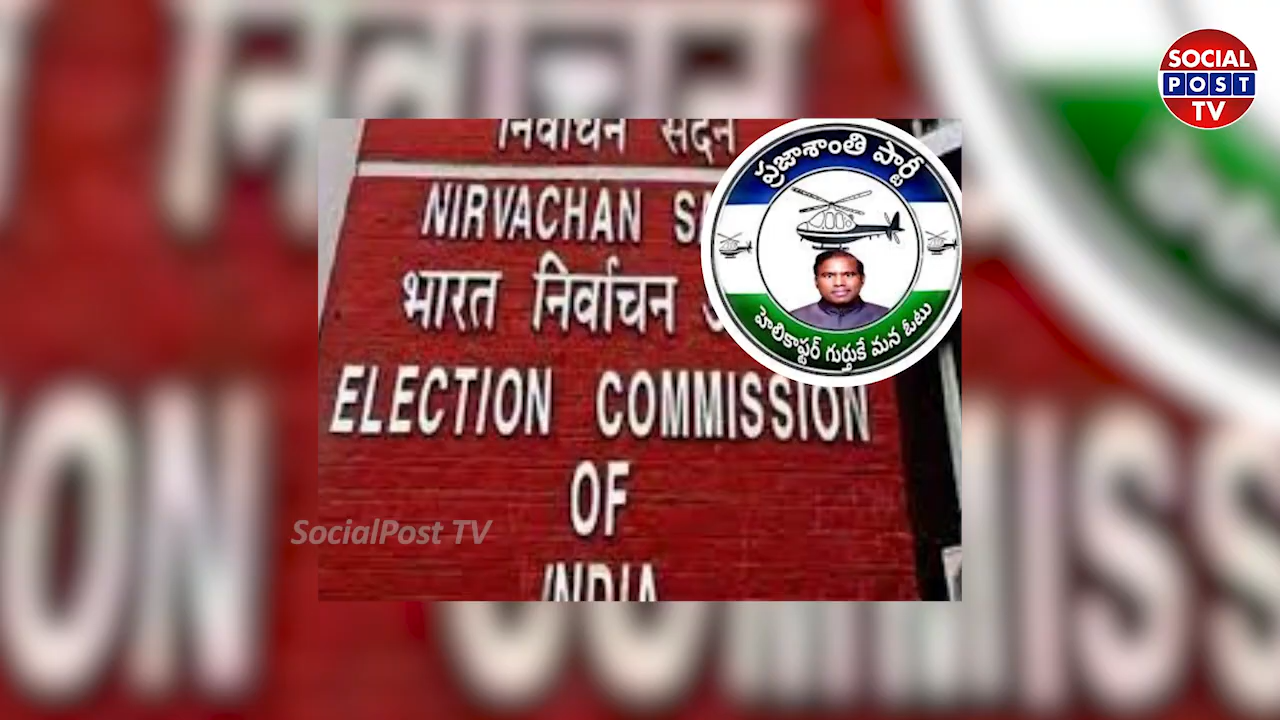 SOCIAL
POST
TV
निर्वाचन सदन
NIRVACHAN
भारत निर्वाचन
ELECTION COMMISSION
OF
INDIA
ప్రజాశాంతి పార్టీ
హెలికాఫ్టర్ గుర్తుకే మన ఓటు
SocialPost TV